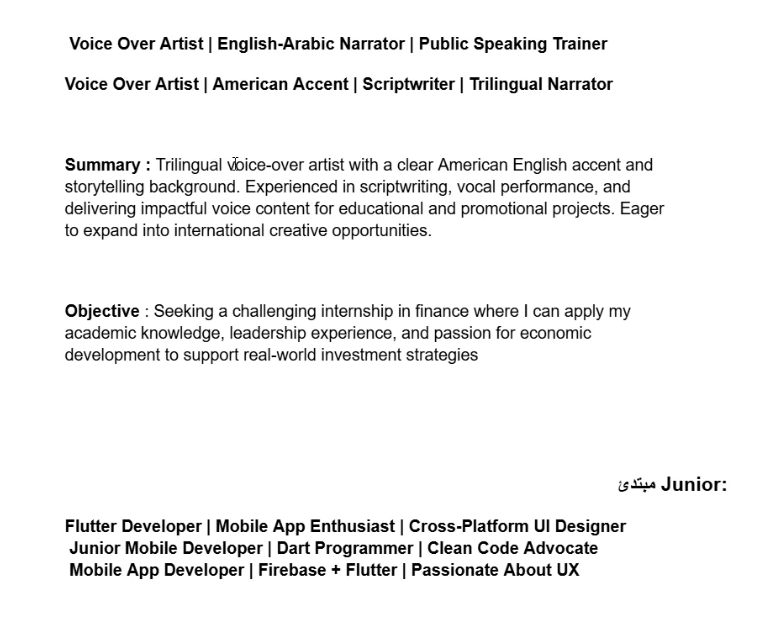 Voice Over Artist | English-Arabic Narrator | Public Speaking Trainer
Voice Over Artist | American Accent | Scriptwriter | Trilingual Narrator
Summary : Trilingual voice-over artist with a clear American English accent and
storytelling background. Experienced in scriptwriting, vocal performance, and
delivering impactful voice content for educational and promotional projects. Eager
to expand into international creative opportunities.
Objective : Seeking a challenging internship in finance where I can apply my
academic knowledge, leadership experience, and passion for economic
development to support real-world investment strategies
مبتدئ Junior:
Flutter Developer | Mobile App Enthusiast | Cross-Platform UI Designer
Junior Mobile Developer | Dart Programmer | Clean Code Advocate
Mobile App Developer | Firebase + Flutter | Passionate About UX